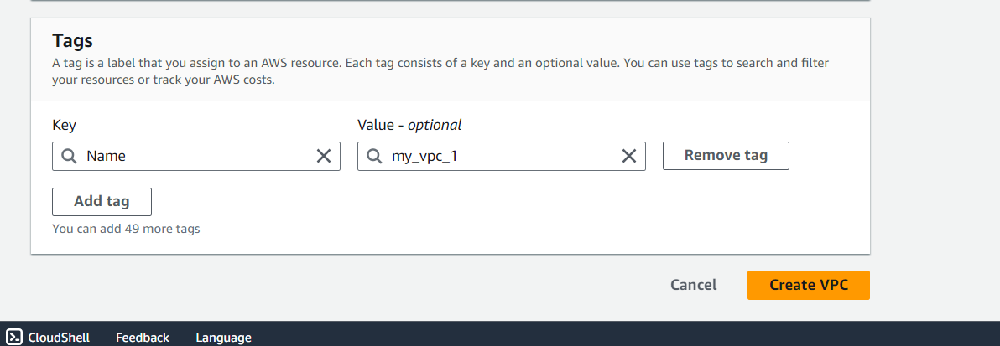 Tags
A tag is a label that you assign to an AWS resource. Each tag consists of a key and an optional value. You can use tags to search and filter
your resources or track your AWS costs.
Key
Value - optional
Name
my_vpc_1
Remove tag
Add tag
You can add 49 more tags
Cancel
Create VPC
CloudShell
Feedback
Language